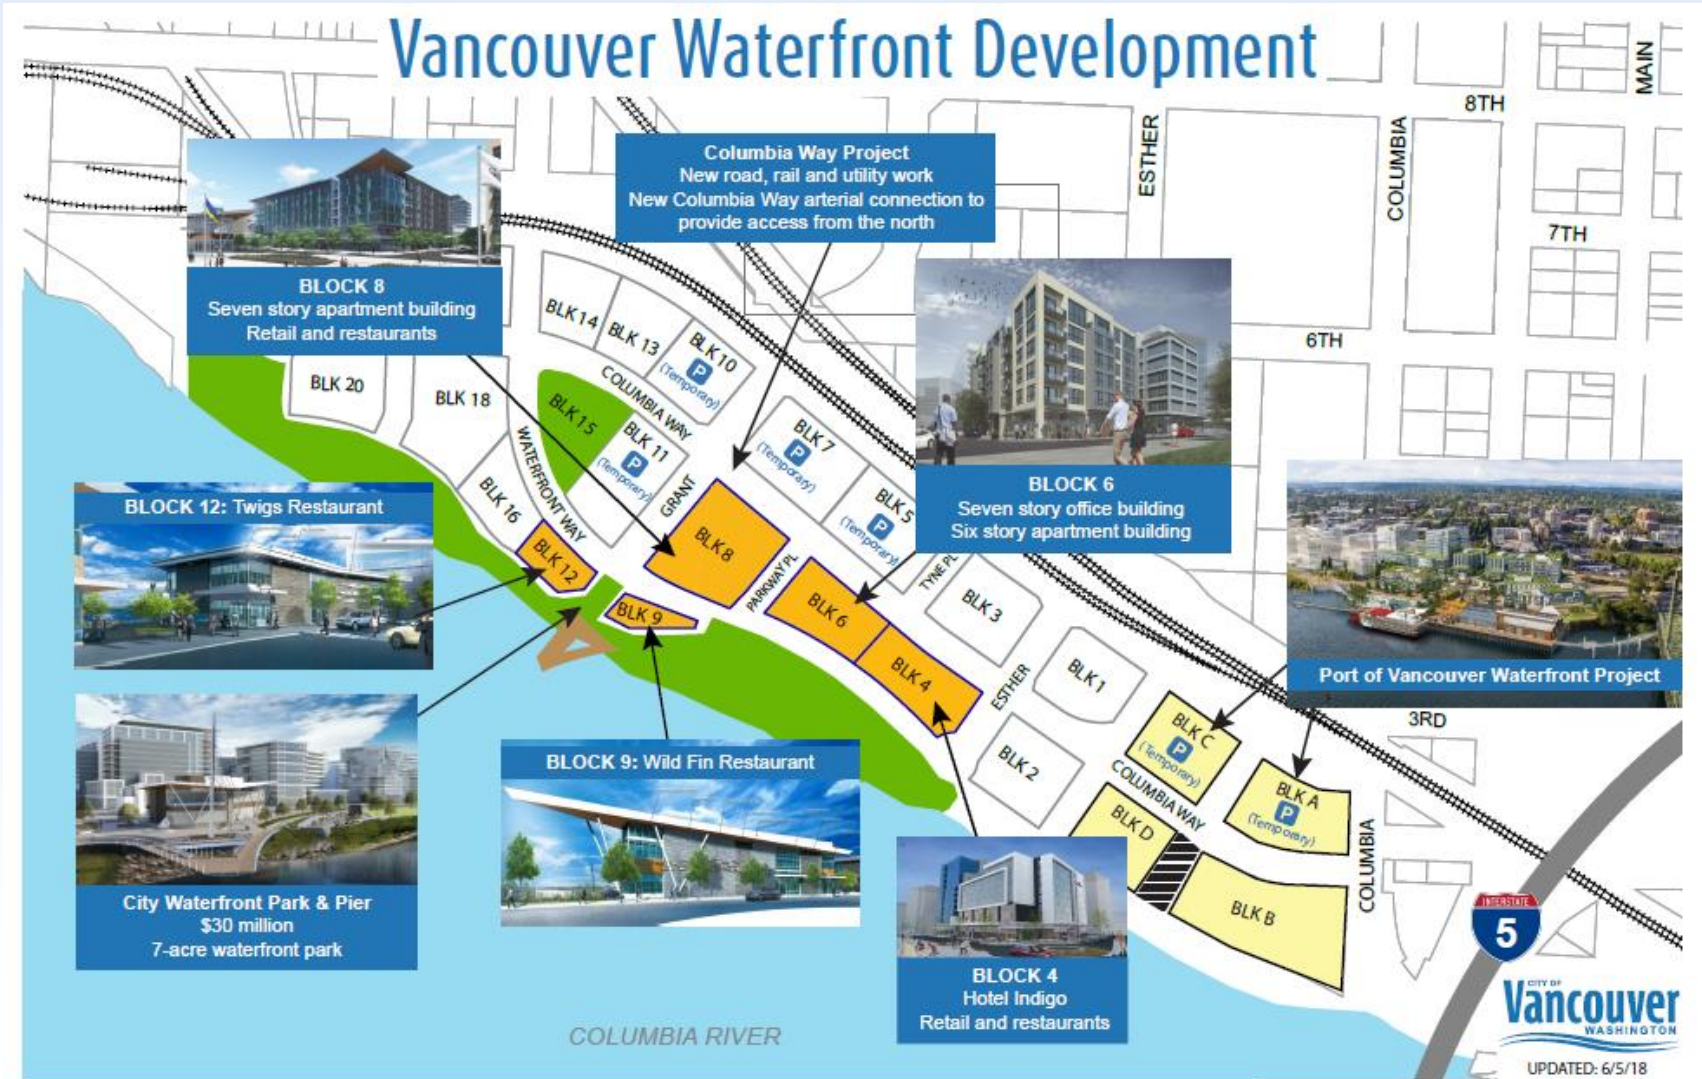 Vancouver Waterfront Development
MAIN
8TH
ESTHER
COLUMBIA
7TH
6TH
Columbia Way Project
New road, rail and utility work
New Columbia Way arterial connection to
provide access from the north
BLOCK 8
Seven story apartment building
Retail and restaurants
BLOCK 6
Seven story office building
Six story apartment building
BLK 14
BLK 13
BLK 10
P
(Temporary)
BLK 20
BLK 18
COLUMBIA WAY
BLK 15
BLK 11
P
(Temporary)
BLK 7
P
(Temporary)
BLK 5
P
(Temporary)
WATERFRONT WAY
BLK 16
GRANT
BLK 8
PARKWAY PL
TYNE PL
BLOCK 12: Twigs Restaurant
BLK 12
BLK 9
BLK 6
BLK 4
BLK 3
ESTHER
BLK 1
BLK 2
Port of Vancouver Waterfront Project
3RD
BLK C
P
(Temporary)
COLUMBIA WAY
BLK A
P
(Temporary)
BLK D
BLK B
COLUMBIA
BLOCK 9: Wild Fin Restaurant
City Waterfront Park & Pier
$30 million
7-acre waterfront park
BLOCK 4
Hotel Indigo
Retail and restaurants
COLUMBIA RIVER
INTERSTATE
5
CITY OF
Vancouver
WASHINGTON
UPDATED: 6/5/18